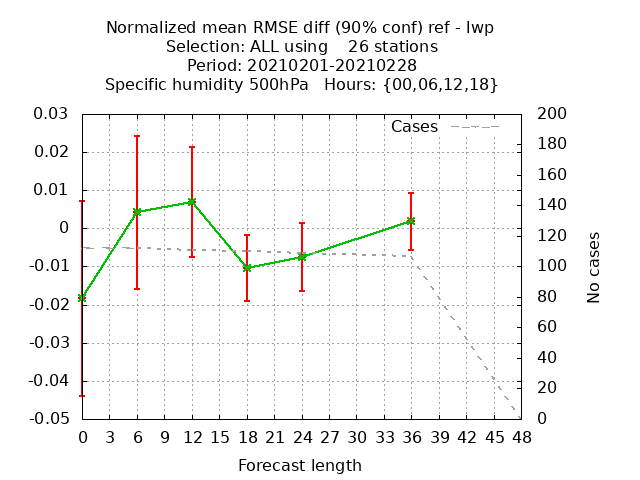 Normalized mean RMSE diff (90% conf) ref - lwp
Selection: ALL using    26 stations
Period: 20210201-20210228
Specific humidity 500hPa   Hours: {00,06,12,18}
Cases
0.03
0.02
0.01
0
-0.01
-0.02
-0.03
-0.04
-0.05
200
180
160
140
120
100
80
60
40
20
0
No cases
0 3 6 9 12 15 18 21 24 27 30 33 36 39 42 45 48
Forecast length